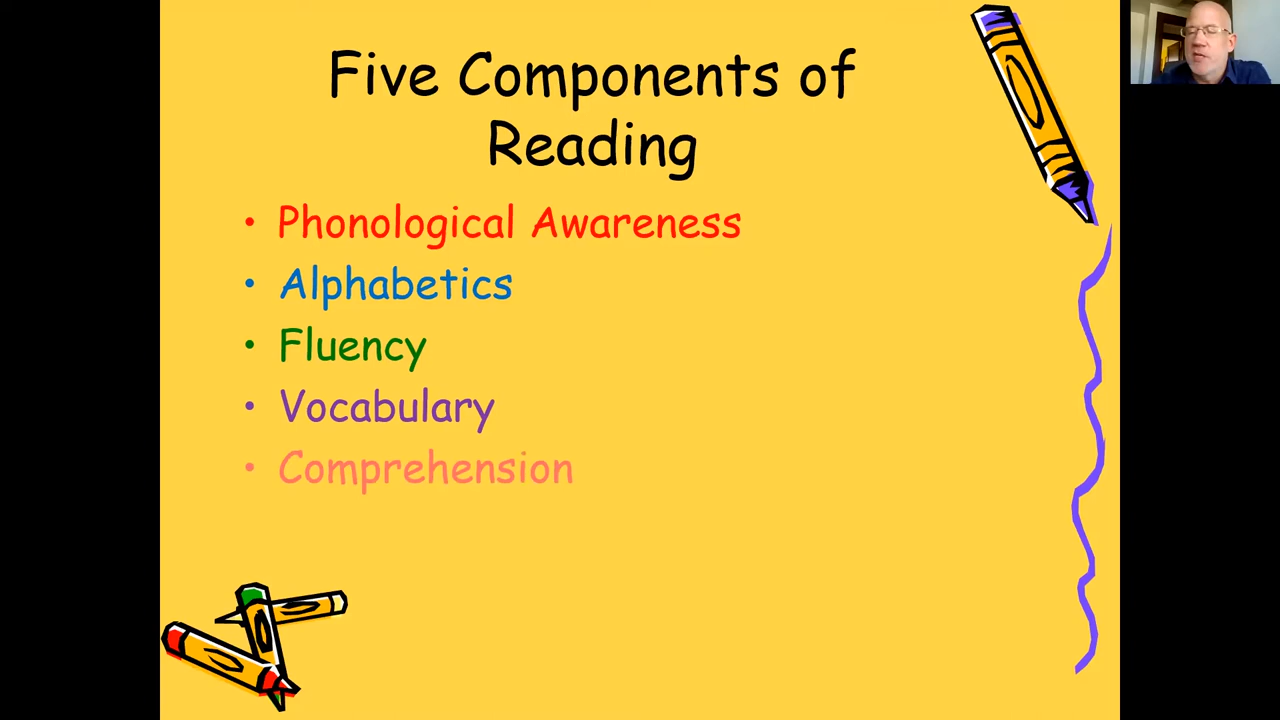 Five Components of
Reading
• Phonological Awareness
• Alphabetics
• Fluency
• Vocabulary
• Comprehension